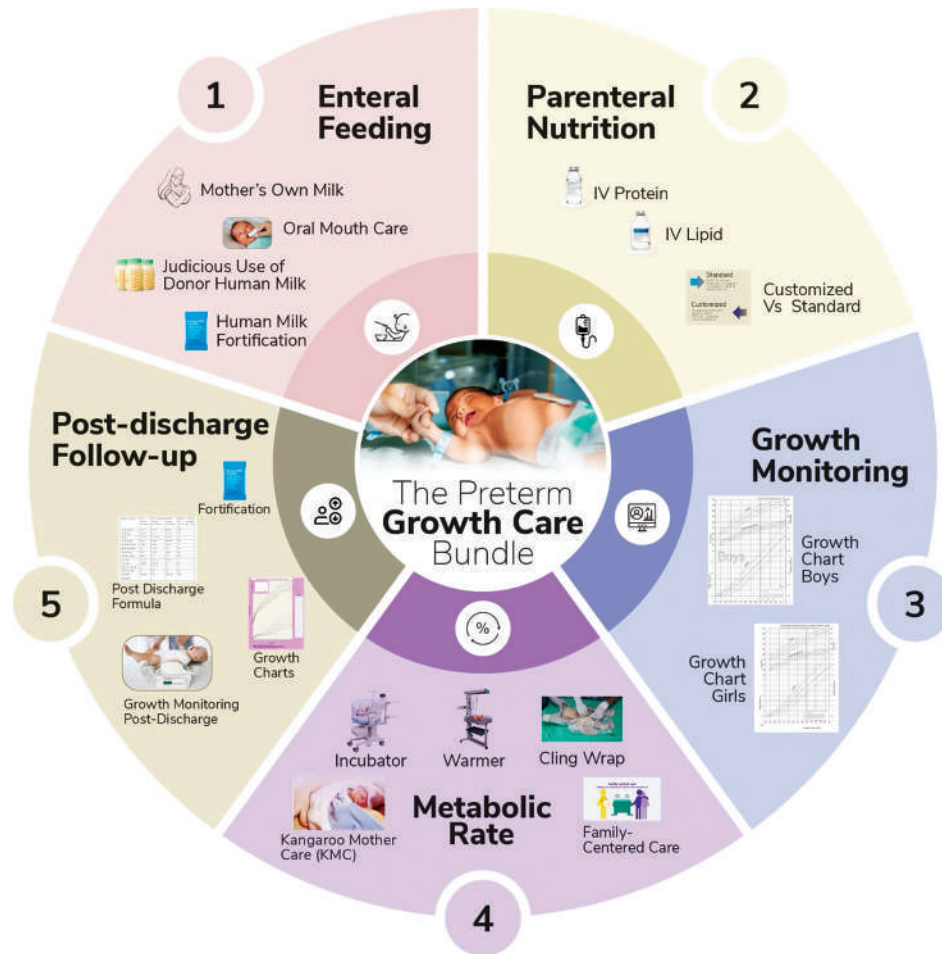 1
Enteral
Feeding
Mother's Own Milk
Oral Mouth Care
Judicious Use of
Donor Human Milk
Human Milk
Fortification
2
Parenteral
Nutrition
IV Protein
IV Lipid
Standard
Customized
Customized
Vs Standard
3
Growth
Monitoring
Boys
Growth
Chart
Boys
Growth
Chart
Girls
The Preterm
Growth Care
Bundle
%
Incubator
Warmer
Cling Wrap
Metabolic
Rate
Kangaroo Mother
Care (KMC)
Family-
Centered Care
4
Post-discharge
Follow-up
Fortification
Post Discharge
Formula
Growth
Charts
Growth Monitoring
Post-Discharge
5